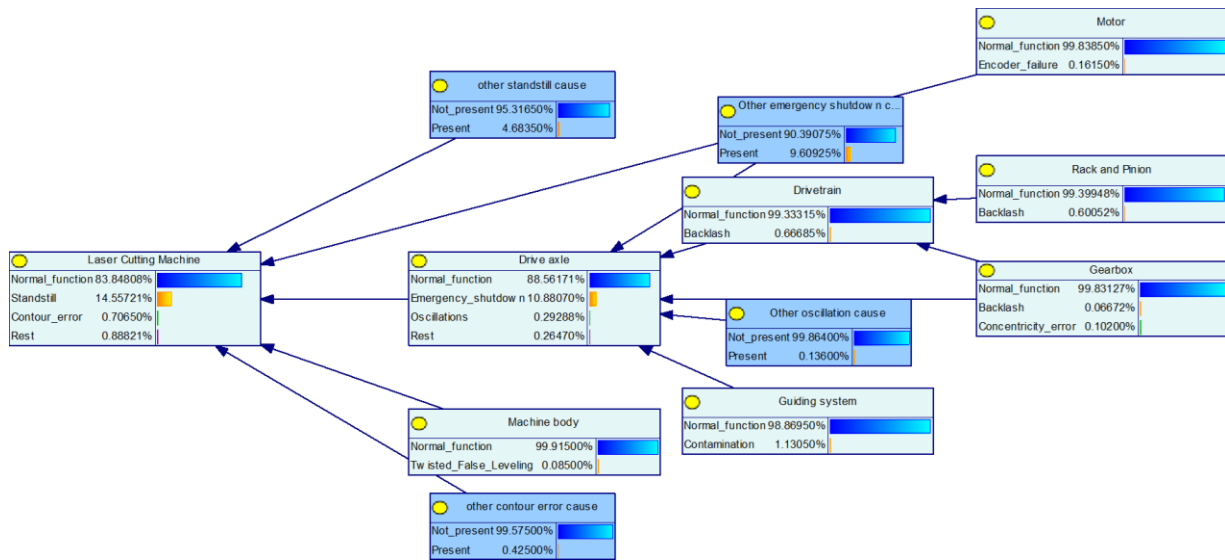 Motor
Normal_function 99.83850%
Encoder_failure 0.16150%
other standstill cause
Not_present 95.31650%
Present 4.68350%
Other emergency shutdow n c...
Not_present 90.39075%
Present 9.60925%
Rack and Pinion
Normal_function 99.39948%
Backlash 0.60052%
Drivetrain
Normal_function 99.33315%
Backlash 0.66685%
Laser Cutting Machine
Normal_function 83.84808%
Standstill 14.55721%
Contour_error 0.70650%
Rest 0.88821%
Drive axle
Normal_function 88.56171%
Emergency_shutdow n 10.88070%
Oscillations 0.29288%
Rest 0.26470%
Gearbox
Normal_function 99.83127%
Backlash 0.06672%
Concentricity_error 0.10200%
Other oscillation cause
Not_present 99.86400%
Present 0.13600%
Guiding system
Normal_function 98.86950%
Contamination 1.13050%
Machine body
Normal_function 99.91500%
Tw isted_False_Leveling 0.08500%
other contour error cause
Not_present 99.57500%
Present 0.42500%